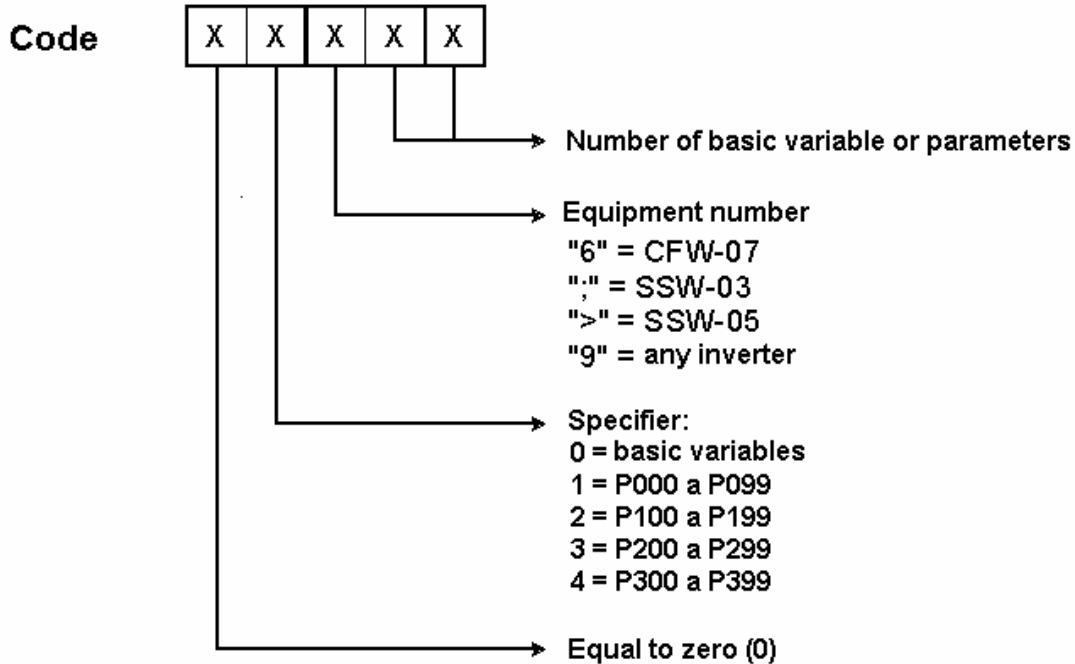 Code X X X X X
Number of basic variable or parameters
Equipment number
"6" = CFW-07
";" = SSW-03
">" = SSW-05
"9" = any inverter
Specifier:
0 = basic variables
1 = P000 a P099
2 = P100 a P199
3 = P200 a P299
4 = P300 a P399
Equal to zero (0)